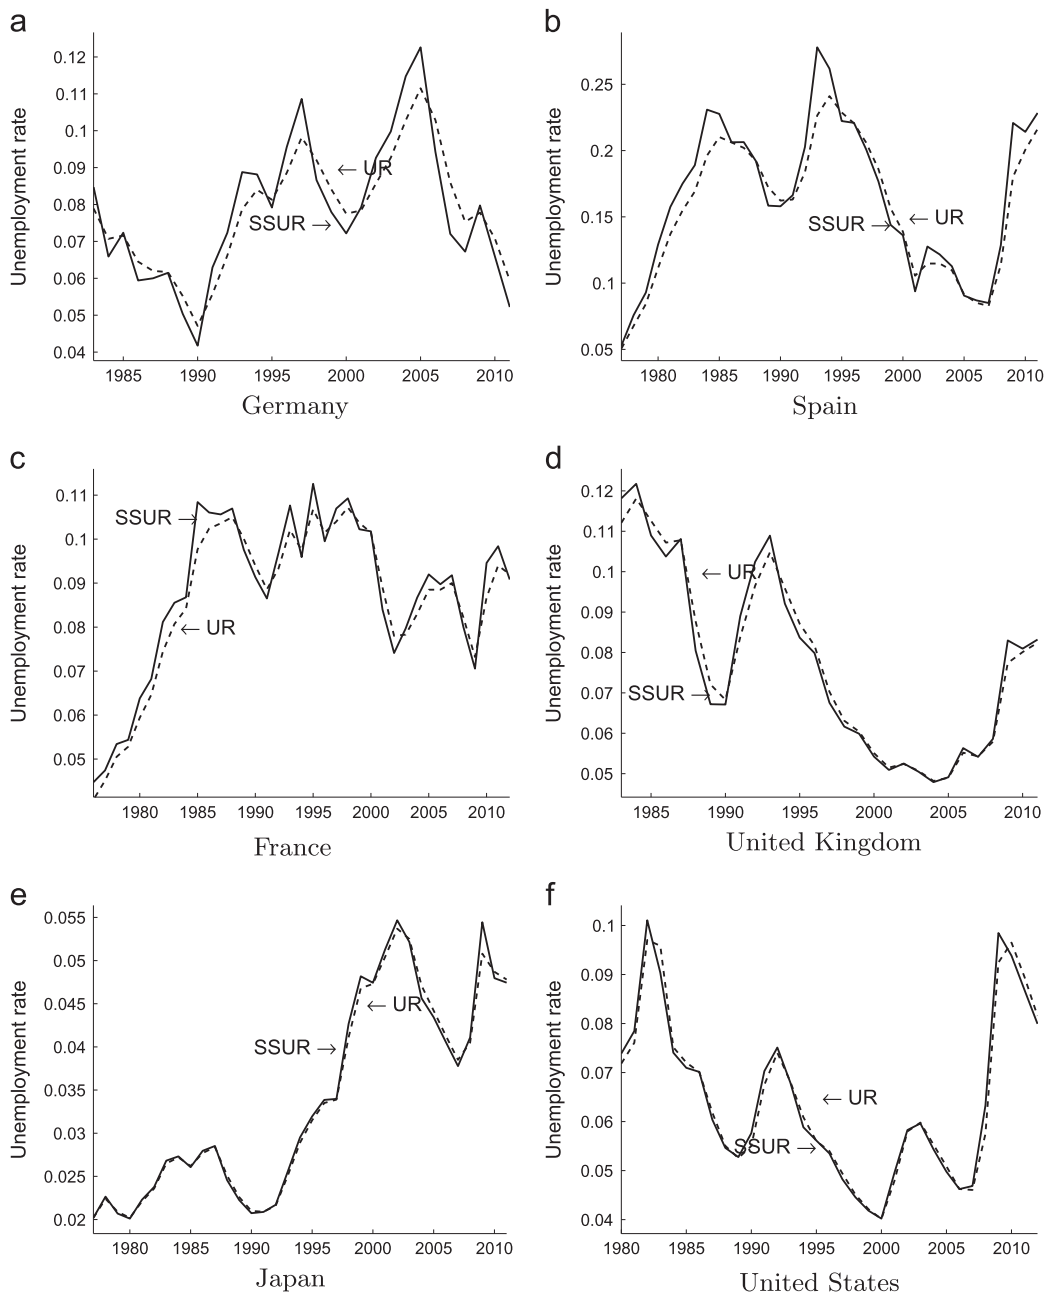 a
Unemployment rate
0.12
0.11
0.1
0.09
0.08
0.07
0.06
0.05
0.04
← UR
SSUR →
1985 1990 1995 2000 2005 2010
Germany
b
Unemployment rate
0.25
0.2
0.15
0.1
0.05
SSUR →
← UR
1980 1985 1990 1995 2000 2005 2010
Spain
c
Unemployment rate
0.11
0.1
0.09
0.08
0.07
0.06
0.05
SSUR →
← UR
1980 1985 1990 1995 2000 2005 2010
France
d
Unemployment rate
0.12
0.11
0.1
0.09
0.08
0.07
0.06
0.05
← UR
SSUR →
1985 1990 1995 2000 2005 2010
United Kingdom
e
Unemployment rate
0.055
0.05
0.045
0.04
0.035
0.03
0.025
0.02
← UR
SSUR →
1980 1985 1990 1995 2000 2005 2010
Japan
f
Unemployment rate
0.1
0.09
0.08
0.07
0.06
0.05
0.04
← UR
SSUR →
1980 1985 1990 1995 2000 2005 2010
United States